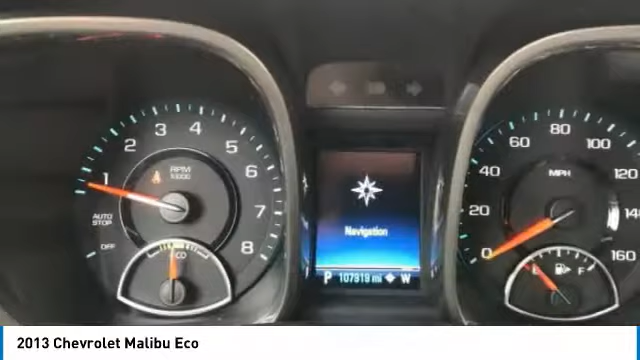 1 2 3 4 5 6 7 8
RPM
x1000
AUTO
STOP
OFF
Navigation
P 107919 mi W
0 20 40 60 80 100 120 140 160
MPH
E F
2013 Chevrolet Malibu Eco